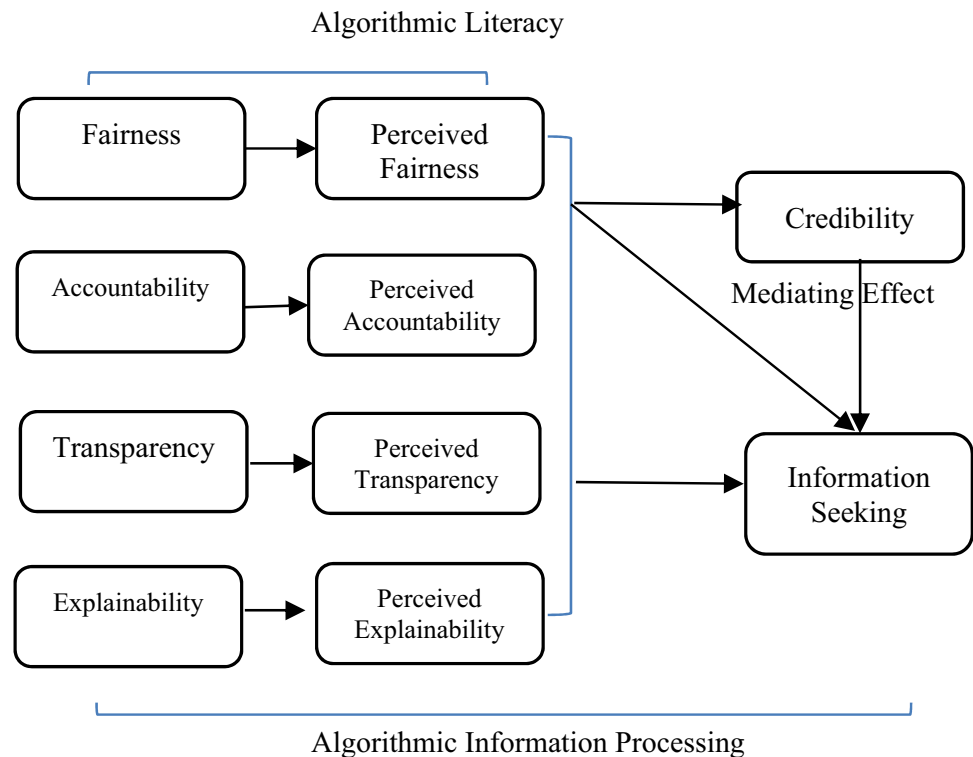 Algorithmic Literacy
Fairness
Perceived
Fairness
Accountability
Perceived
Accountability
Transparency
Perceived
Transparency
Explainability
Perceived
Explainability
Credibility
Mediating Effect
Information
Seeking
Algorithmic Information Processing